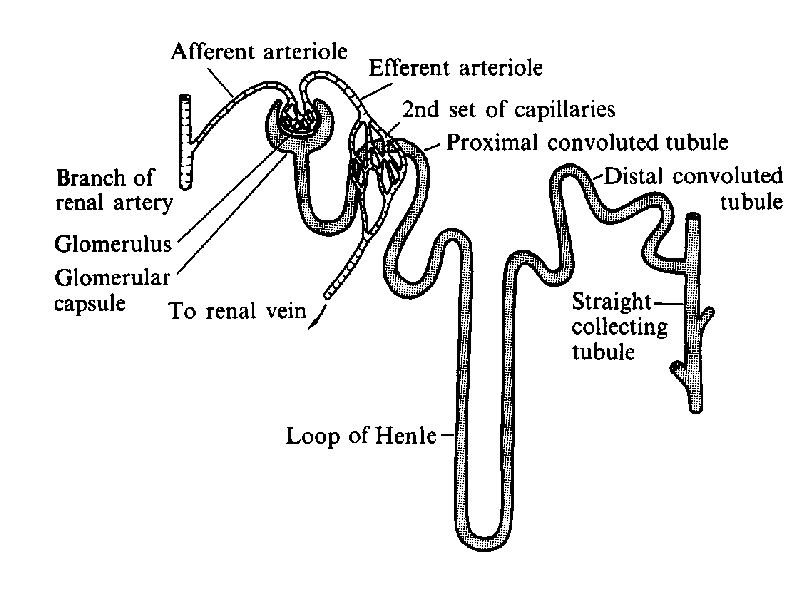 Afferent arteriole
Efferent arteriole
2nd set of capillaries
Proximal convoluted tubule
Branch of
renal artery
Distal convoluted
tubule
Glomerulus
Glomerular
capsule
To renal vein
Straight
collecting
tubule
Loop of Henle